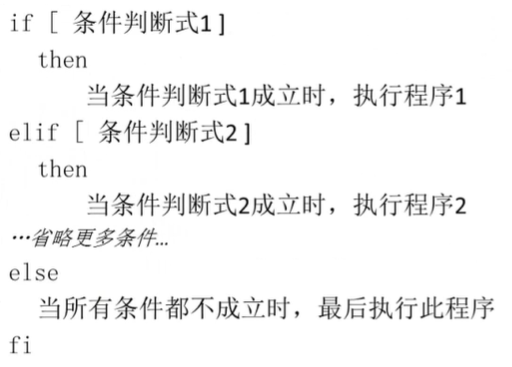 if [ 条件判断式1 ]
then
当条件判断式1成立时，执行程序1
elif [ 条件判断式2 ]
then
当条件判断式2成立时，执行程序2
…省略更多条件…
else
当所有条件都不成立时，最后执行此程序
fi